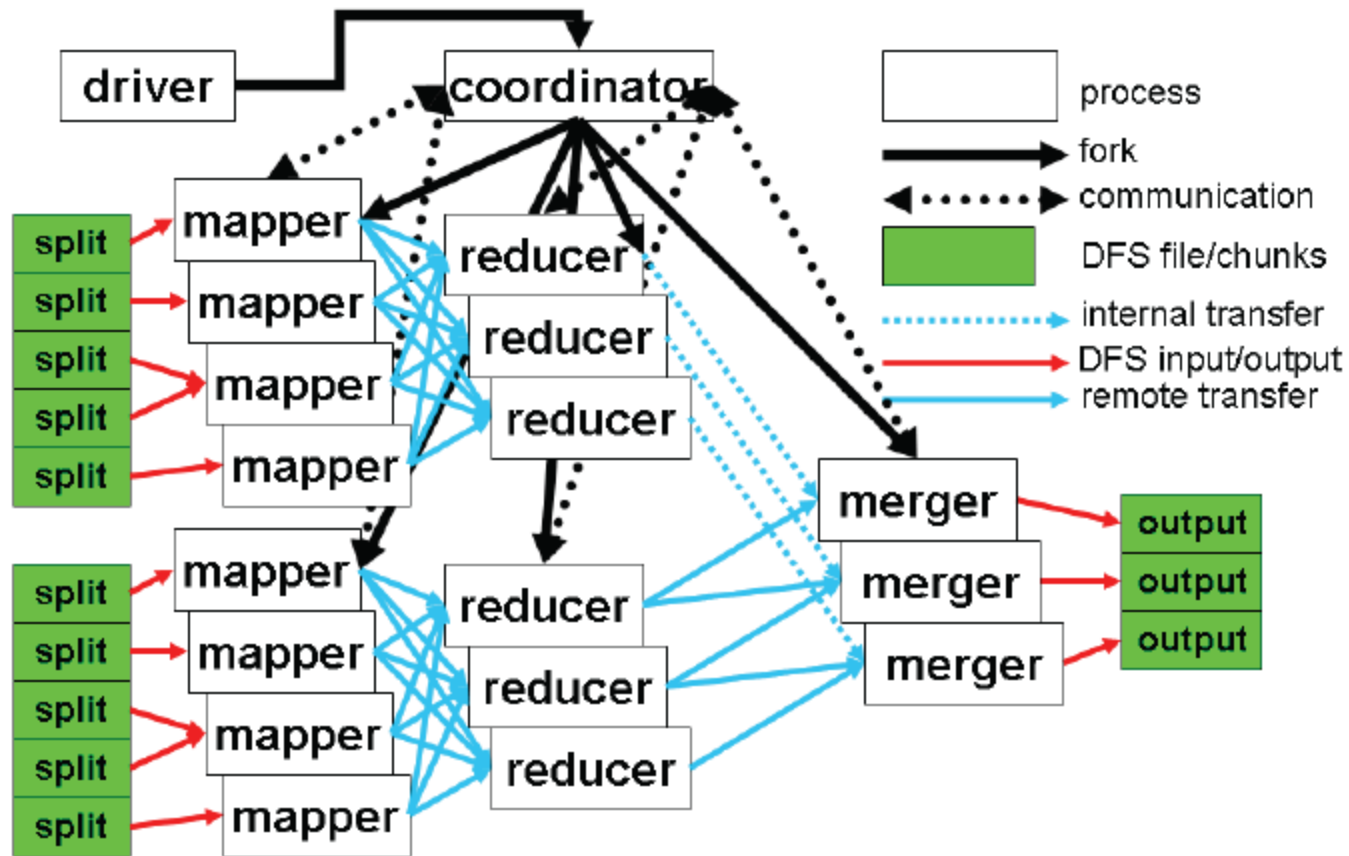 driver
coordinator
process
fork
communication
DFS file/chunks
internal transfer
DFS input/output
remote transfer
split
split
split
split
split
mapper
mapper
mapper
mapper
reducer
reducer
reducer
split
split
split
split
split
mapper
mapper
mapper
mapper
reducer
reducer
reducer
merger
merger
merger
output
output
output